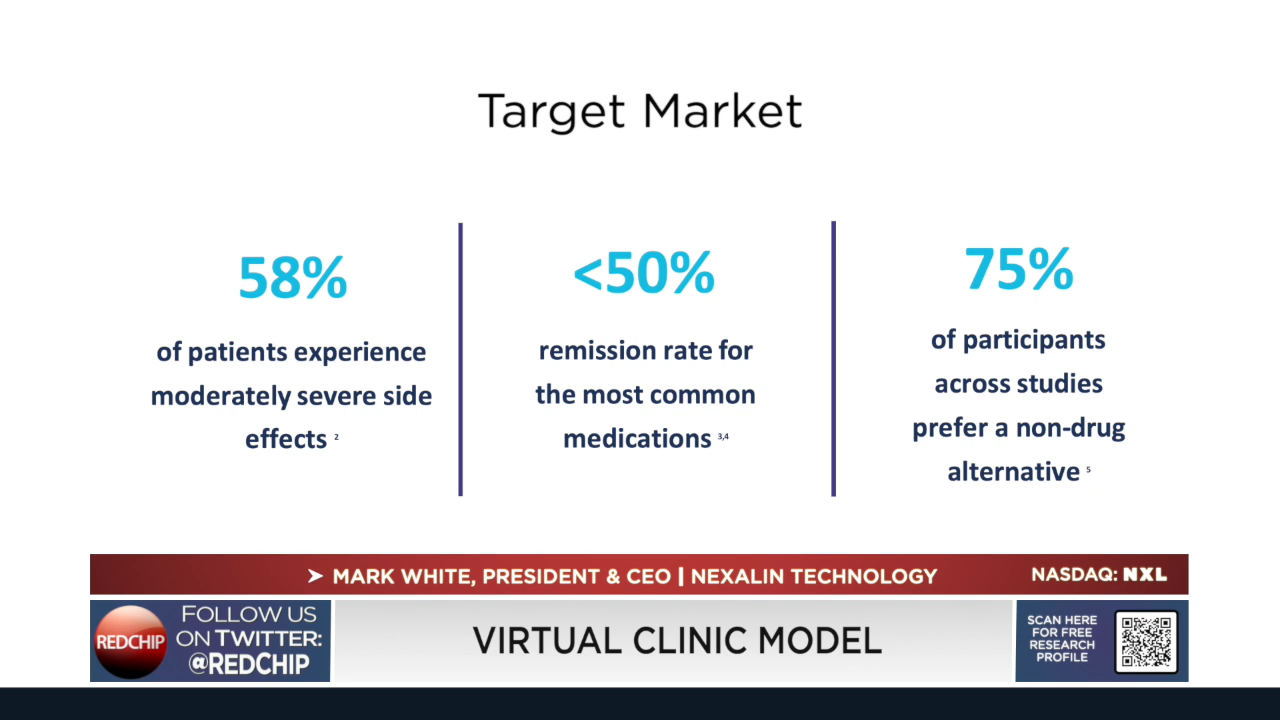 Target Market
58%
of patients experience
moderately severe side
effects 2
<50%
remission rate for
the most common
medications 3,4
75%
of participants
across studies
prefer a non-drug
alternative 5
➤ MARK WHITE, PRESIDENT & CEO | NEXALIN TECHNOLOGY
NASDAQ: NXL
REDCHIP
FOLLOW US
ON TWITTER:
@REDCHIP
VIRTUAL CLINIC MODEL
SCAN HERE
FOR FREE
RESEARCH
PROFILE